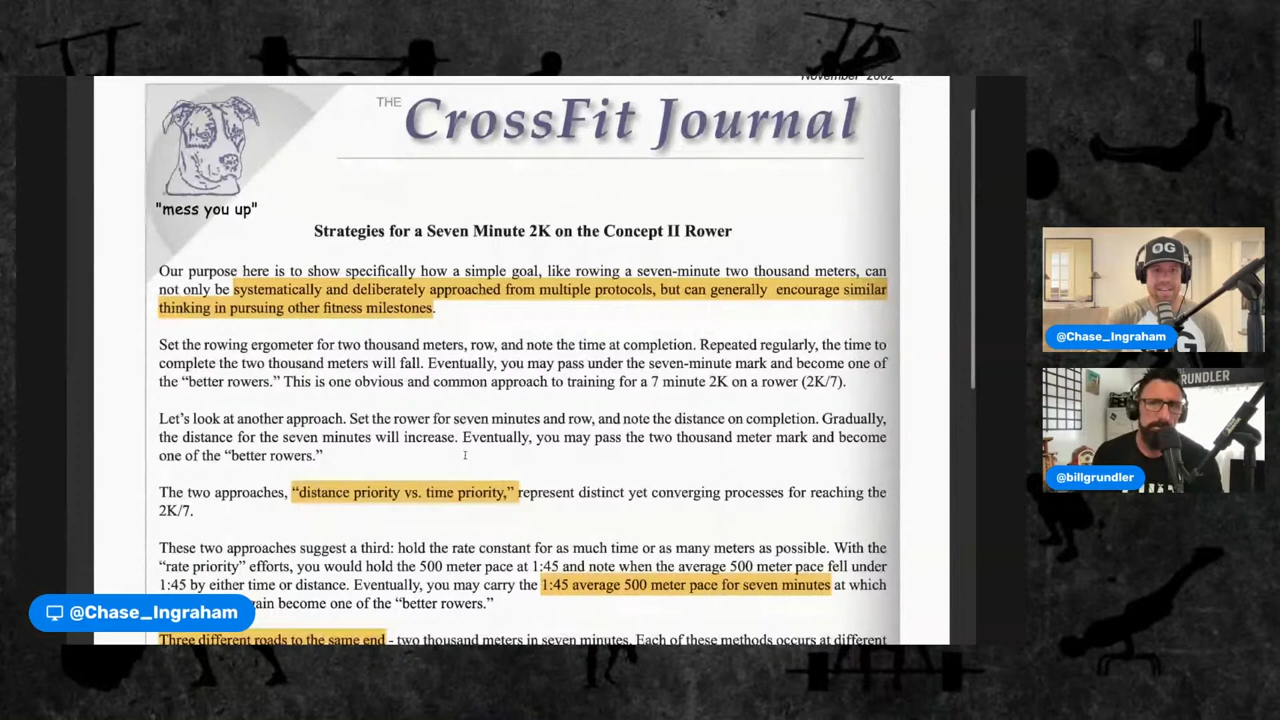 November 2002
THE CrossFit Journal
"mess you up"
Strategies for a Seven Minute 2K on the Concept II Rower
Our purpose here is to show specifically how a simple goal, like rowing a seven-minute two thousand meters, can
not only be systematically and deliberately approached from multiple protocols, but can generally encourage similar
thinking in pursuing other fitness milestones.
Set the rowing ergometer for two thousand meters, row, and note the time at completion. Repeated regularly, the time to
complete the two thousand meters will fall. Eventually, you may pass under the seven-minute mark and become one of
the “better rowers.” This is one obvious and common approach to training for a 7 minute 2K on a rower (2K/7).
Let’s look at another approach. Set the rower for seven minutes and row, and note the distance on completion. Gradually,
the distance for the seven minutes will increase. Eventually, you may pass the two thousand meter mark and become
one of the “better rowers.”
The two approaches, “distance priority vs. time priority,” represent distinct yet converging processes for reaching the
2K/7.
These two approaches suggest a third: hold the rate constant for as much time or as many meters as possible. With the
“rate priority” efforts, you would hold the 500 meter pace at 1:45 and note when the average 500 meter pace fell under
1:45 by either time or distance. Eventually, you may carry the 1:45 average 500 meter pace for seven minutes at which
become one of the “better rowers.”
Three different roads to the same end - two thousand meters in seven minutes. Each of these methods occurs at different
@Chase_Ingraham
ØG
@Chase_Ingraham
GRUNDLER
@billgrundler